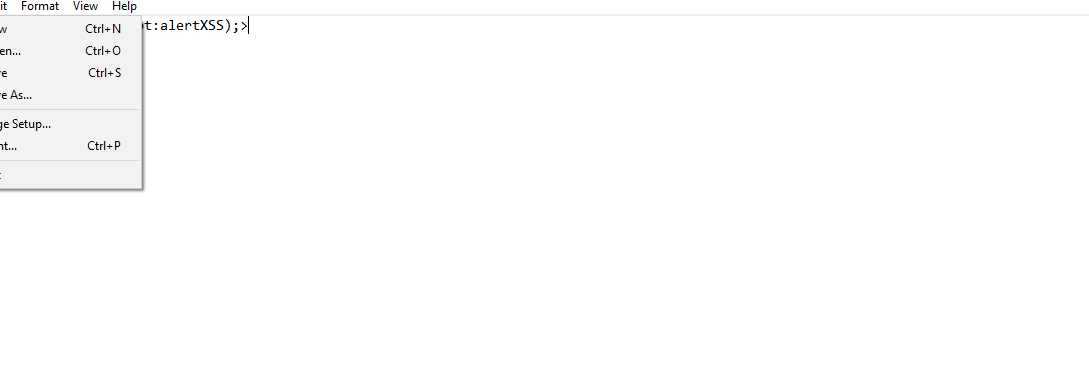 it Format View Help
t:alertXSS);>
w Ctrl+N
en... Ctrl+O
e Ctrl+S
e As...
ge Setup...
nt... Ctrl+P
t